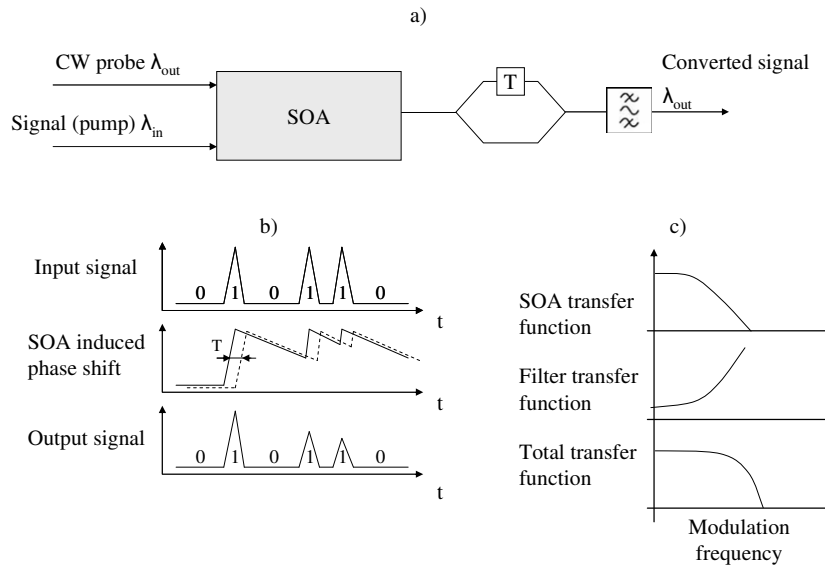 a)
CW probe λout
Signal (pump) λin
SOA
T
Converted signal
λout
b)
Input signal
0 1 0 1 1 0
t
SOA induced
phase shift
T
t
Output signal
0 1 0 1 1 0
t
c)
SOA transfer
function
Filter transfer
function
Total transfer
function
Modulation
frequency